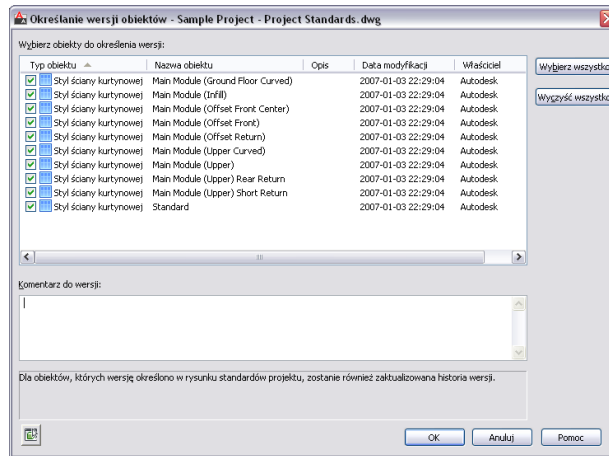 Określanie wersji obiektów - Sample Project - Project Standards.dwg
Wybierz obiekty do określenia wersji:
Typ obiektu Nazwa obiektu Opis Data modyfikacji Właściciel
Styl ściany kurtynowej Main Module (Ground Floor Curved) 2007-01-03 22:29:04 Autodesk
Styl ściany kurtynowej Main Module (Infill) 2007-01-03 22:29:04 Autodesk
Styl ściany kurtynowej Main Module (Offset Front Center) 2007-01-03 22:29:04 Autodesk
Styl ściany kurtynowej Main Module (Offset Front) 2007-01-03 22:29:04 Autodesk
Styl ściany kurtynowej Main Module (Offset Return) 2007-01-03 22:29:04 Autodesk
Styl ściany kurtynowej Main Module (Upper Curved) 2007-01-03 22:29:04 Autodesk
Styl ściany kurtynowej Main Module (Upper) 2007-01-03 22:29:04 Autodesk
Styl ściany kurtynowej Main Module (Upper) Rear Return 2007-01-03 22:29:04 Autodesk
Styl ściany kurtynowej Main Module (Upper) Short Return 2007-01-03 22:29:04 Autodesk
Styl ściany kurtynowej Standard 2007-01-03 22:29:04 Autodesk
Wybierz wszystko
Wyczyść wszystko
Komentarz do wersji:
Dla obiektów, których wersję określono w rysunku standardów projektu, zostanie również zaktualizowana historia wersji.
OK Anuluj Pomoc